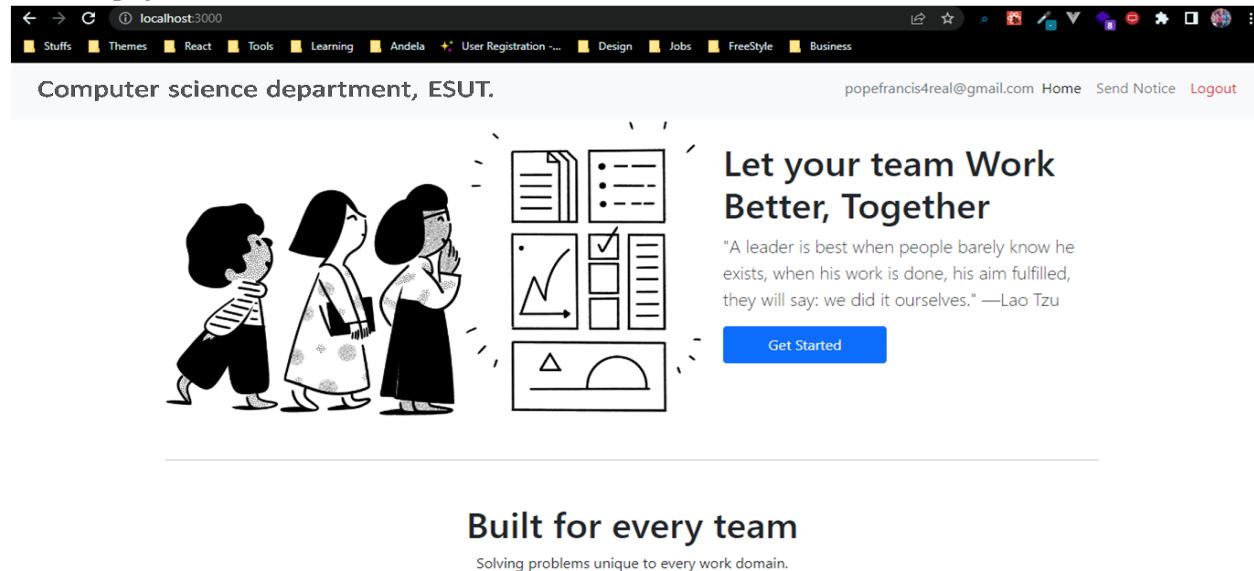 localhost:3000
Stuffs Themes React Tools Learning Andela User Registration -... Design Jobs FreeStyle Business
Computer science department, ESUT.
popefrancis4real@gmail.com Home Send Notice Logout
Let your team Work
Better, Together
"A leader is best when people barely know he
exists, when his work is done, his aim fulfilled,
they will say: we did it ourselves." —Lao Tzu
Get Started
Built for every team
Solving problems unique to every work domain.